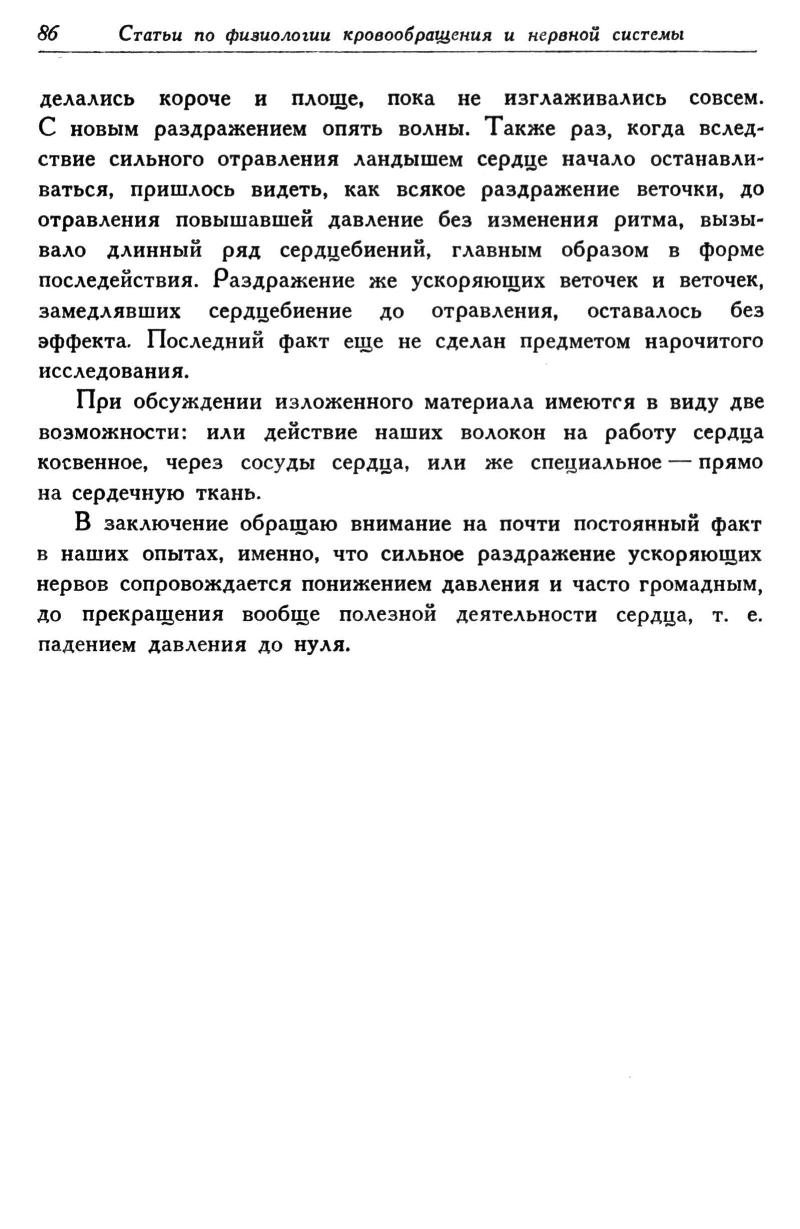 86 Статьи по физиологии кровообращения и нервной системы
делались короче и площе, пока не изглаживались совсем.
С новым раздражением опять волны. Также раз, когда вслед-
ствие сильного отравления ландышем сердце начало останавли-
ваться, пришлось видеть, как всякое раздражение веточки, до
отравления повышавшей давление без изменения ритма, вызы-
вало длинный ряд сердцебиений, главным образом в форме
последействия. Раздражение же ускоряющих веточек и веточек,
замедлявших сердцебиение до отравления, оставалось без
эффекта. Последний факт еще не сделан предметом нарочитого
исследования.
При обсуждении изложенного материала имеются в виду две
возможности: или действие наших волокон на работу сердца
косвенное, через сосуды сердца, или же специальное — прямо
на сердечную ткань.
В заключение обращаю внимание на почти постоянный факт
в наших опытах, именно, что сильное раздражение ускоряющих
нервов сопровождается понижением давления и часто громадным,
до прекращения вообще полезной деятельности сердца, т. е.
падением давления до нуля.